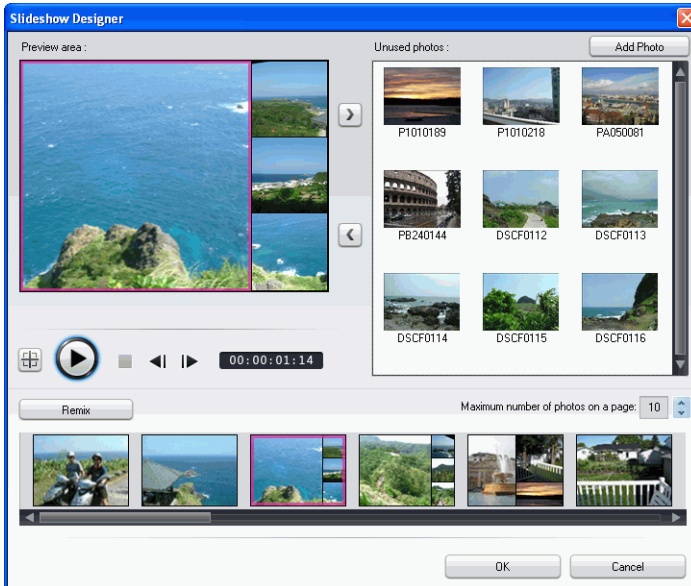 Slideshow Designer
Preview area :
Unused photos :
Add Photo
P1010189
P1010218
PA050081
PB240144
DSCF0112
DSCF0113
DSCF0114
DSCF0115
DSCF0116
00:00:01:14
Remix
Maximum number of photos on a page: 10
OK
Cancel